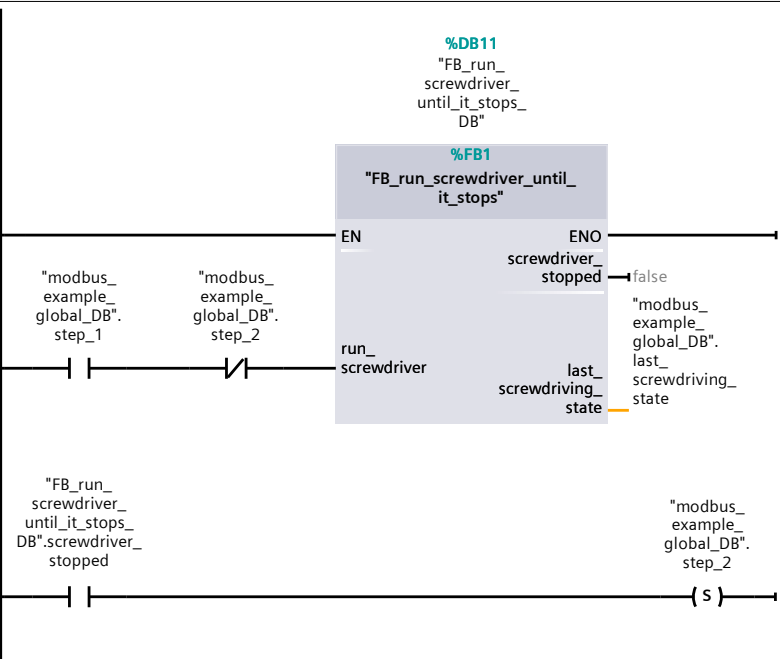 %DB11
"FB_run_
screwdriver_
until_it_stops_
DB"
%FB1
"FB_run_screwdriver_until_
it_stops"
EN
ENO
screwdriver_
stopped
false
"modbus_
example_
global_DB".
step_1
"modbus_
example_
global_DB".
step_2
run_
screwdriver
last_
screwdriving_
state
"modbus_
example_
global_DB".
last_
screwdriving_
state
"FB_run_
screwdriver_
until_it_stops_
DB".screwdriver_
stopped
"modbus_
example_
global_DB".
step_2
S